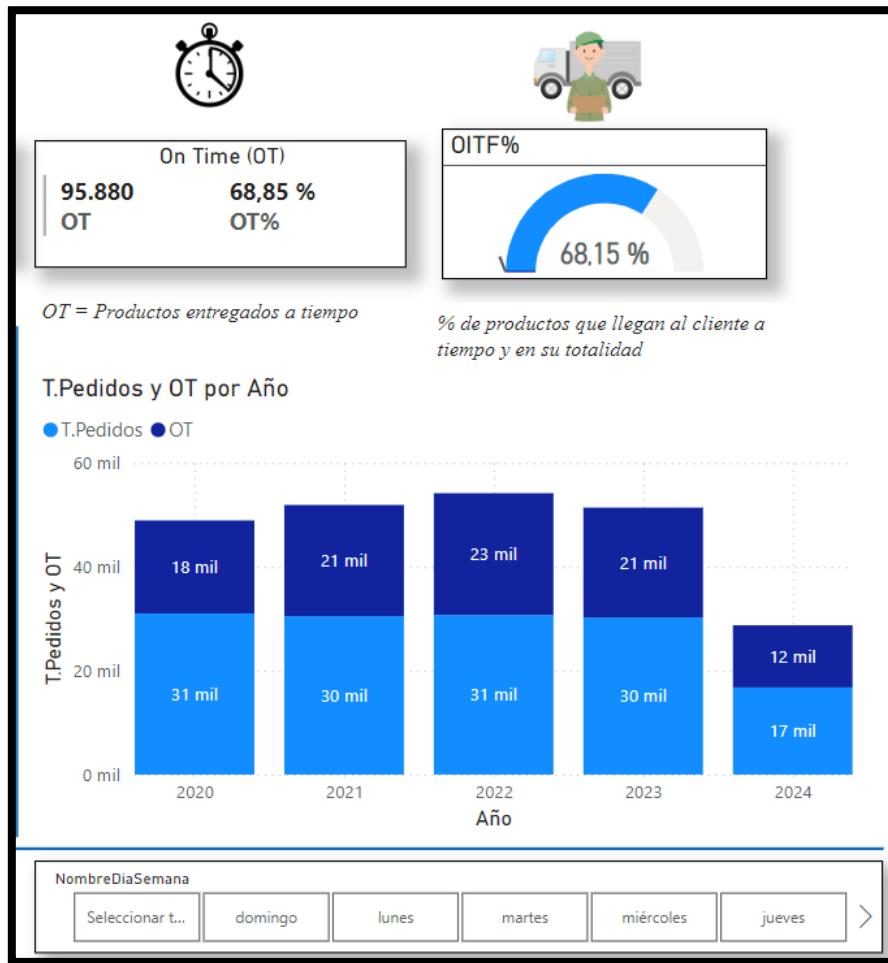 On Time (OT)
95.880 68,85 %
OT OT%
OITF%
68,15 %
OT = Productos entregados a tiempo
% de productos que llegan al cliente a
tiempo y en su totalidad
T.Pedidos y OT por Año
T.Pedidos OT
T.Pedidos y OT
60 mil
40 mil
20 mil
0 mil
18 mil
21 mil
23 mil
21 mil
12 mil
31 mil
30 mil
31 mil
30 mil
17 mil
2020 2021 2022 2023 2024
Año
NombreDiaSemana
Seleccionar t... domingo lunes martes miércoles jueves